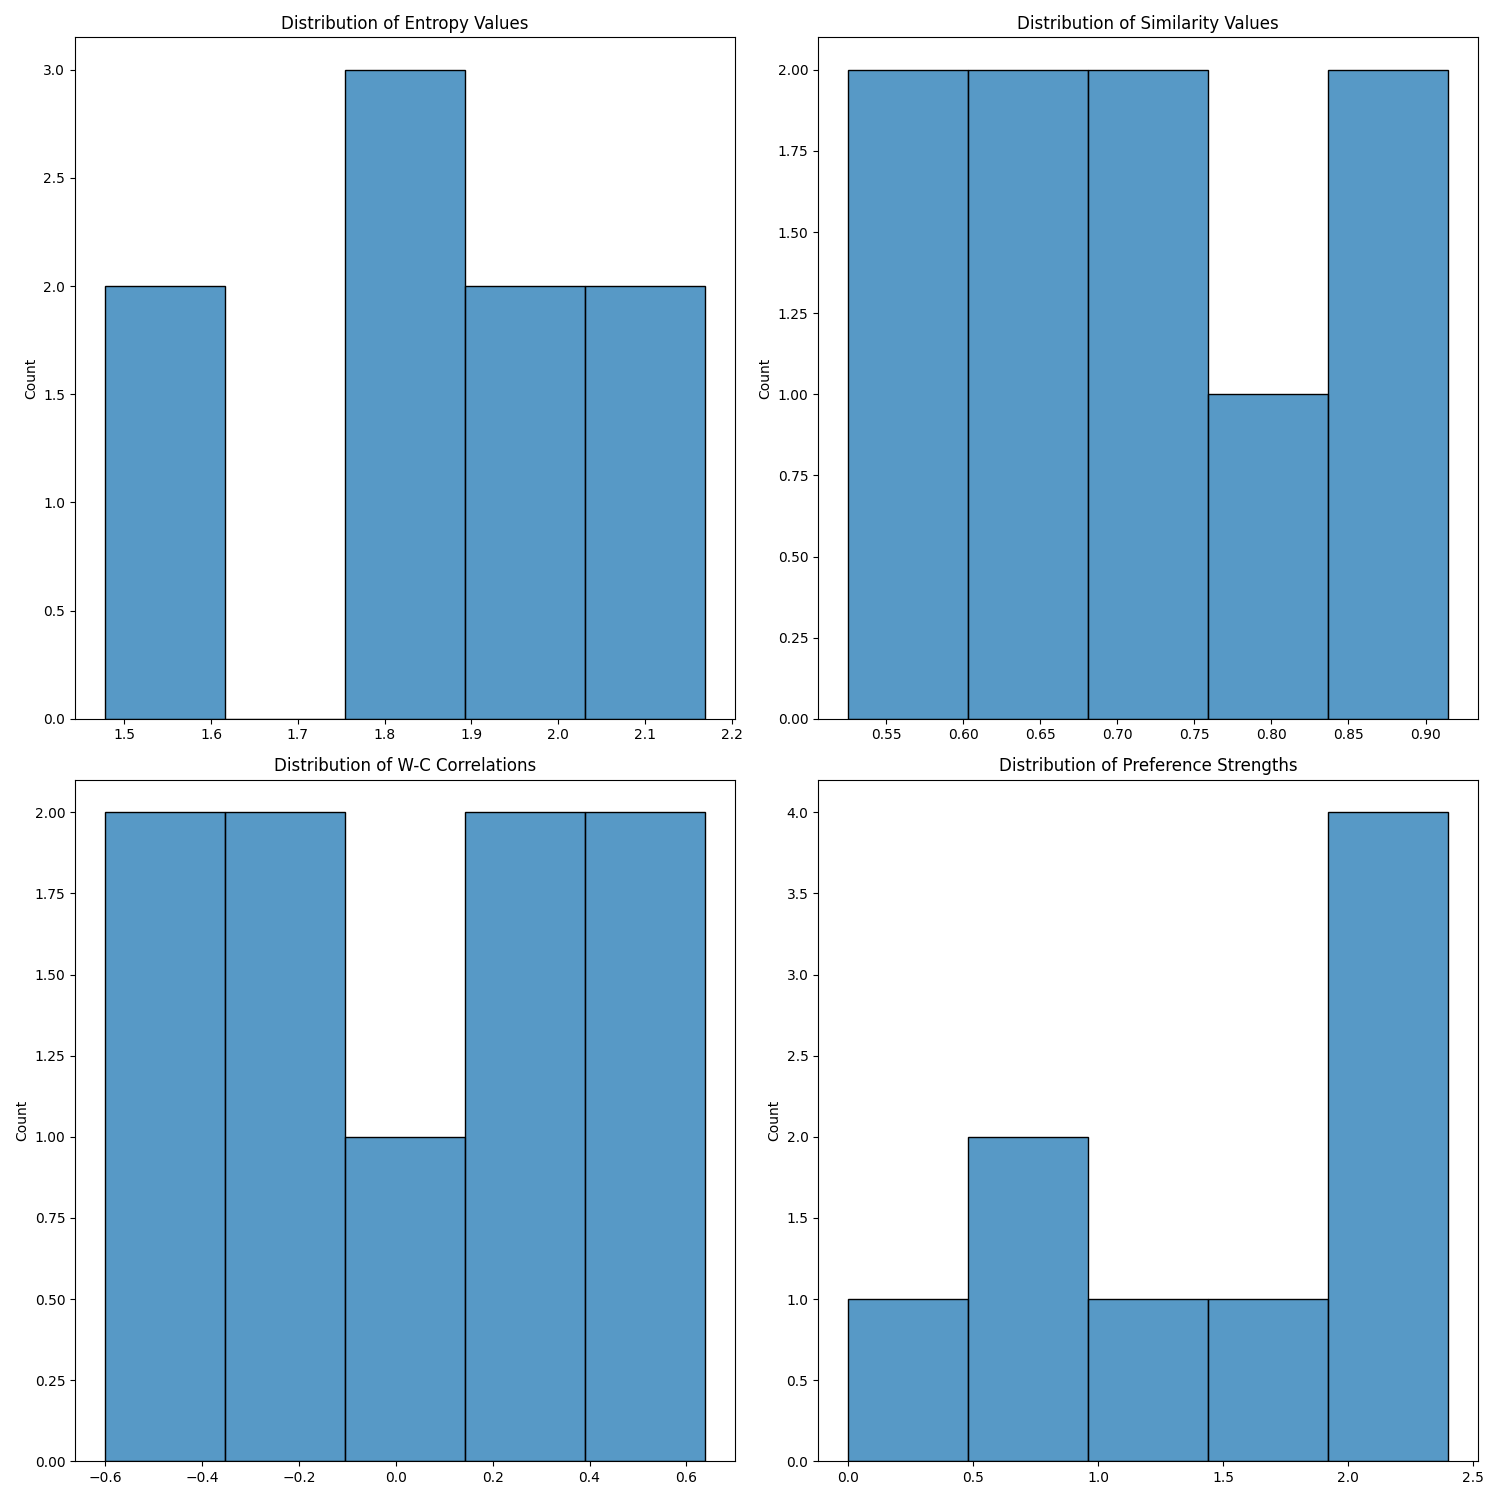 Distribution of Entropy Values
Count
3.0
2.5
2.0
1.5
1.0
0.5
0.0
1.5 1.6 1.7 1.8 1.9 2.0 2.1 2.2
Distribution of Similarity Values
Count
2.00
1.75
1.50
1.25
1.00
0.75
0.50
0.25
0.00
0.55 0.60 0.65 0.70 0.75 0.80 0.85 0.90
Distribution of W-C Correlations
Count
2.00
1.75
1.50
1.25
1.00
0.75
0.50
0.25
0.00
−0.6 −0.4 −0.2 0.0 0.2 0.4 0.6
Distribution of Preference Strengths
Count
4.0
3.5
3.0
2.5
2.0
1.5
1.0
0.5
0.0
0.0 0.5 1.0 1.5 2.0 2.5